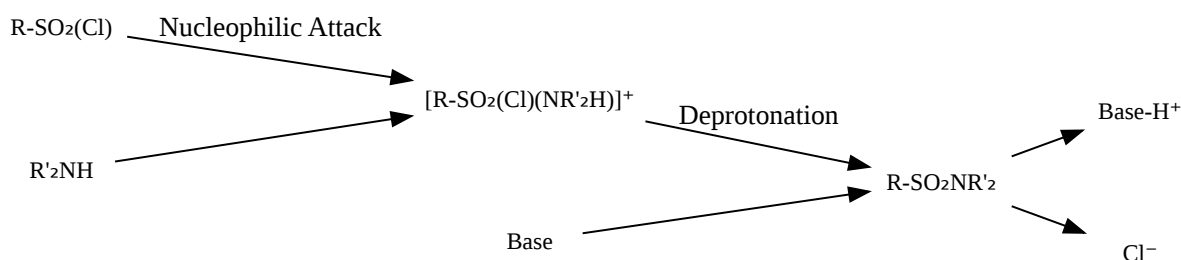 R-SO₂(Cl)
Nucleophilic Attack
R'₂NH
[R-SO₂(Cl)(NR'₂H)]⁺
Deprotonation
Base
R-SO₂NR'₂
Base-H⁺
Cl⁻